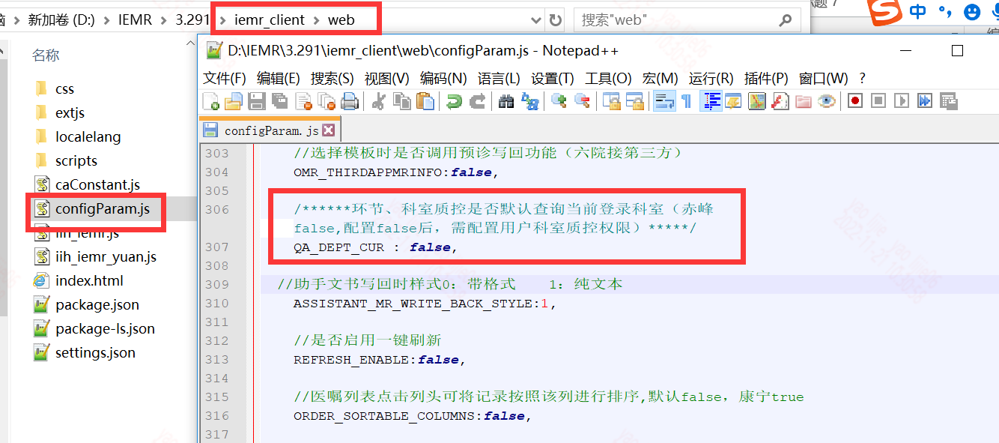 新加卷 (D:) › IEMR › 3.291 › iemr_client › web
搜索"web"
名称
css
extjs
localelang
scripts
caConstant.js
configParam.js
iih_iemr.js
iih_iemr_yuan.js
index.html
package.json
package-ls.json
settings.json
D:\IEMR\3.291\iemr_client\web\configParam.js - Notepad++
文件(F) 编辑(E) 搜索(S) 视图(V) 编码(N) 语言(L) 设置(T) 工具(O) 宏(M) 运行(R) 插件(P) 窗口(W) ?
configParam.js
303 //选择模板时是否调用预诊写回功能（六院接第三方）
304 OMR_THIRDAPPMRINFO:false,
305
306 /******环节、科室质控是否默认查询当前登录科室（赤峰
false,配置false后，需配置用户科室质控权限）*****/
307 QA_DEPT_CUR : false,
308
309 //助手文书写回时样式0：带格式 1：纯文本
310 ASSISTANT_MR_WRITE_BACK_STYLE:1,
311
312 //是否启用一键刷新
313 REFRESH_ENABLE:false,
314
315 //医嘱列表点击列头可将记录按照该列进行排序,默认false，康宁true
316 ORDER_SORTABLE_COLUMNS:false,
317